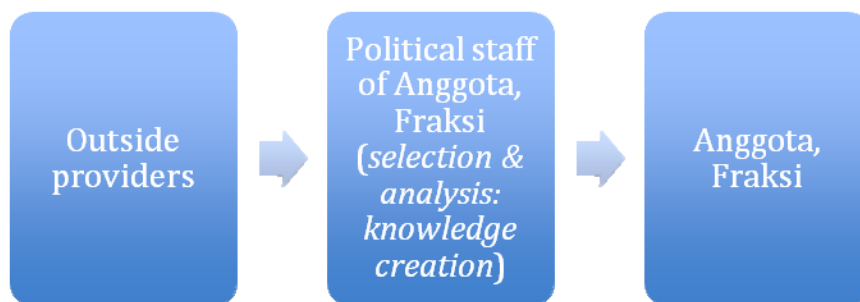 Outside
providers
Political staff
of Anggota,
Fraksi
(selection &
analysis:
knowledge
creation)
Anggota,
Fraksi